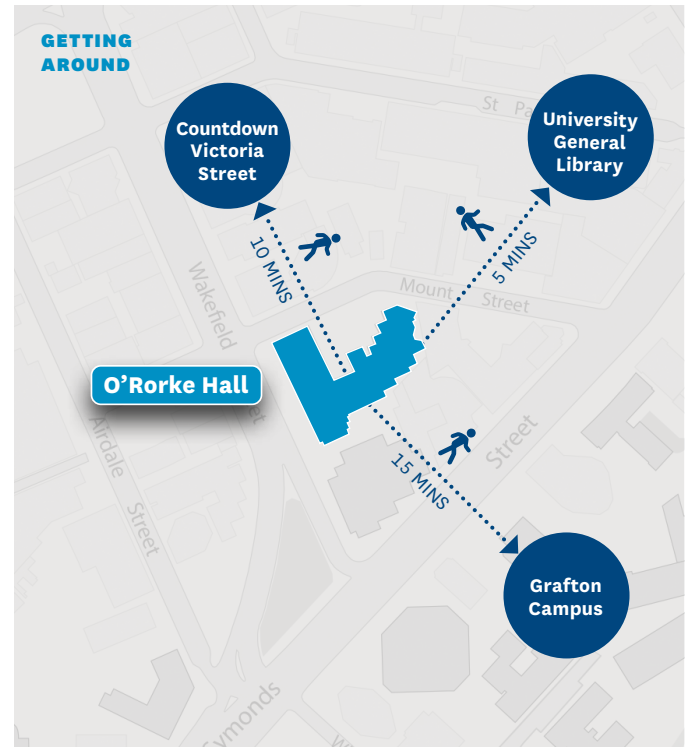 GETTING
AROUND
Countdown
Victoria
Street
University
General
Library
St
10 MINS
5 MINS
Wakefield
Mount Street
O'Rorke Hall
Airdale
Street
15 MINS
Street
Grafton
Campus
Symonds